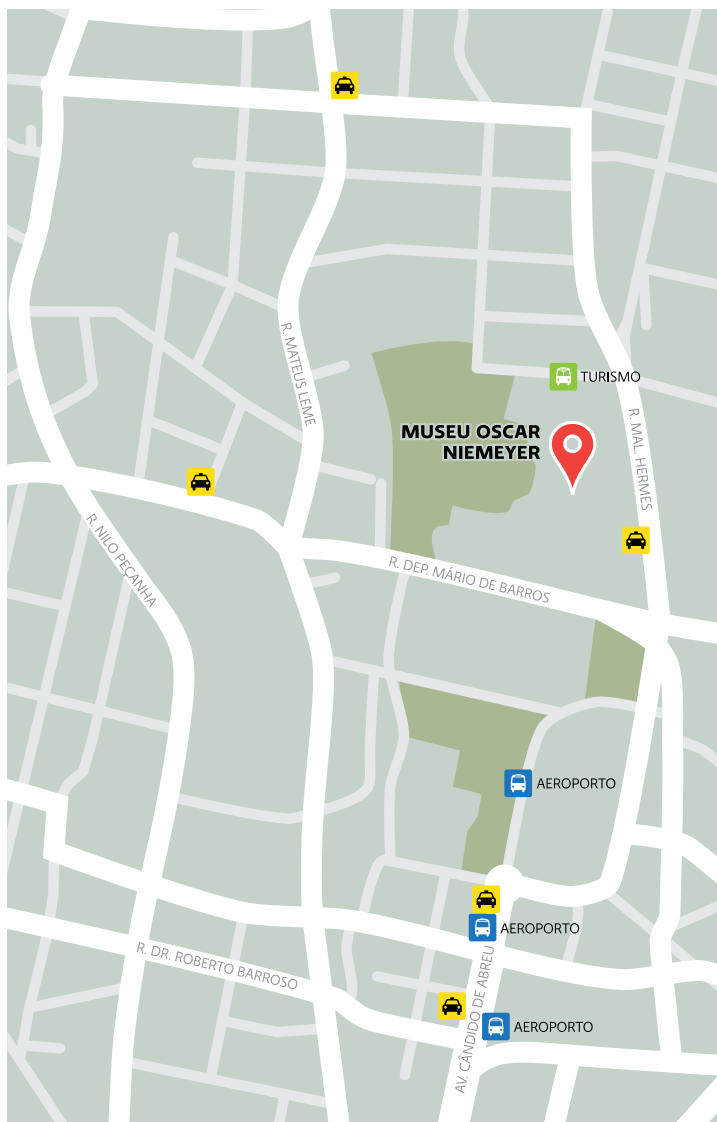 R. MATEUS LEME
TURISMO
R. MAL. HERMES
MUSEU OSCAR
NIEMEYER
R. NILO PEÇANHA
R. DEP. MÁRIO DE BARROS
AEROPORTO
AEROPORTO
R. DR. ROBERTO BARROSO
AV. CÂNDIDO DE ABREU
AEROPORTO